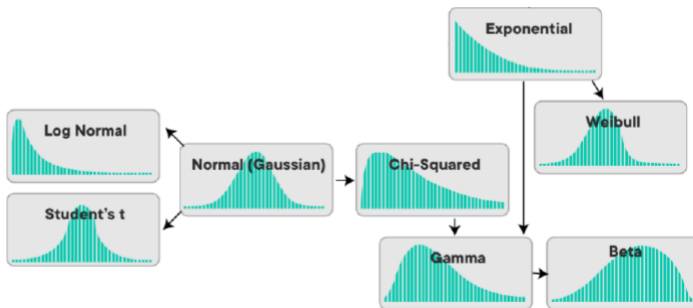 Exponential
Log Normal
Weibull
Normal (Gaussian)
Chi-Squared
Student's t
Gamma
Beta